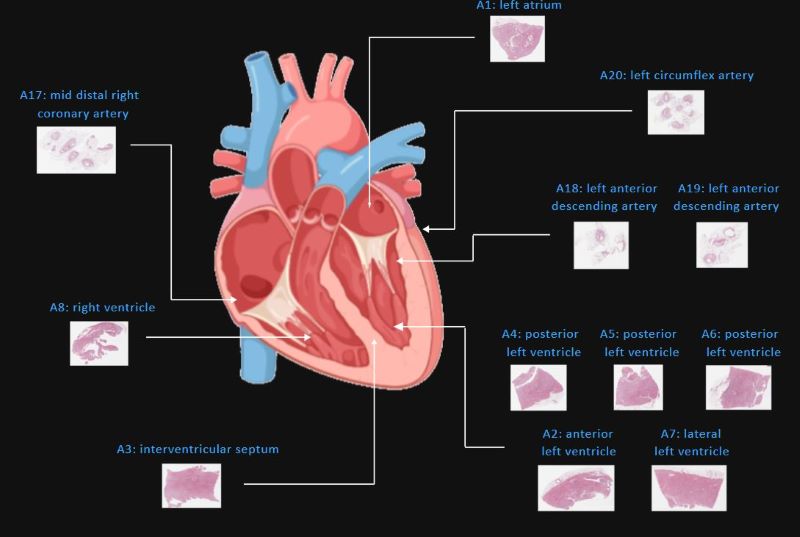 A1: left atrium
A20: left circumflex artery
A17: mid distal right
coronary artery
A18: left anterior
descending artery
A19: left anterior
descending artery
A8: right ventricle
A4: posterior
left ventricle
A5: posterior
left ventricle
A6: posterior
left ventricle
A2: anterior
left ventricle
A7: lateral
left ventricle
A3: interventricular septum